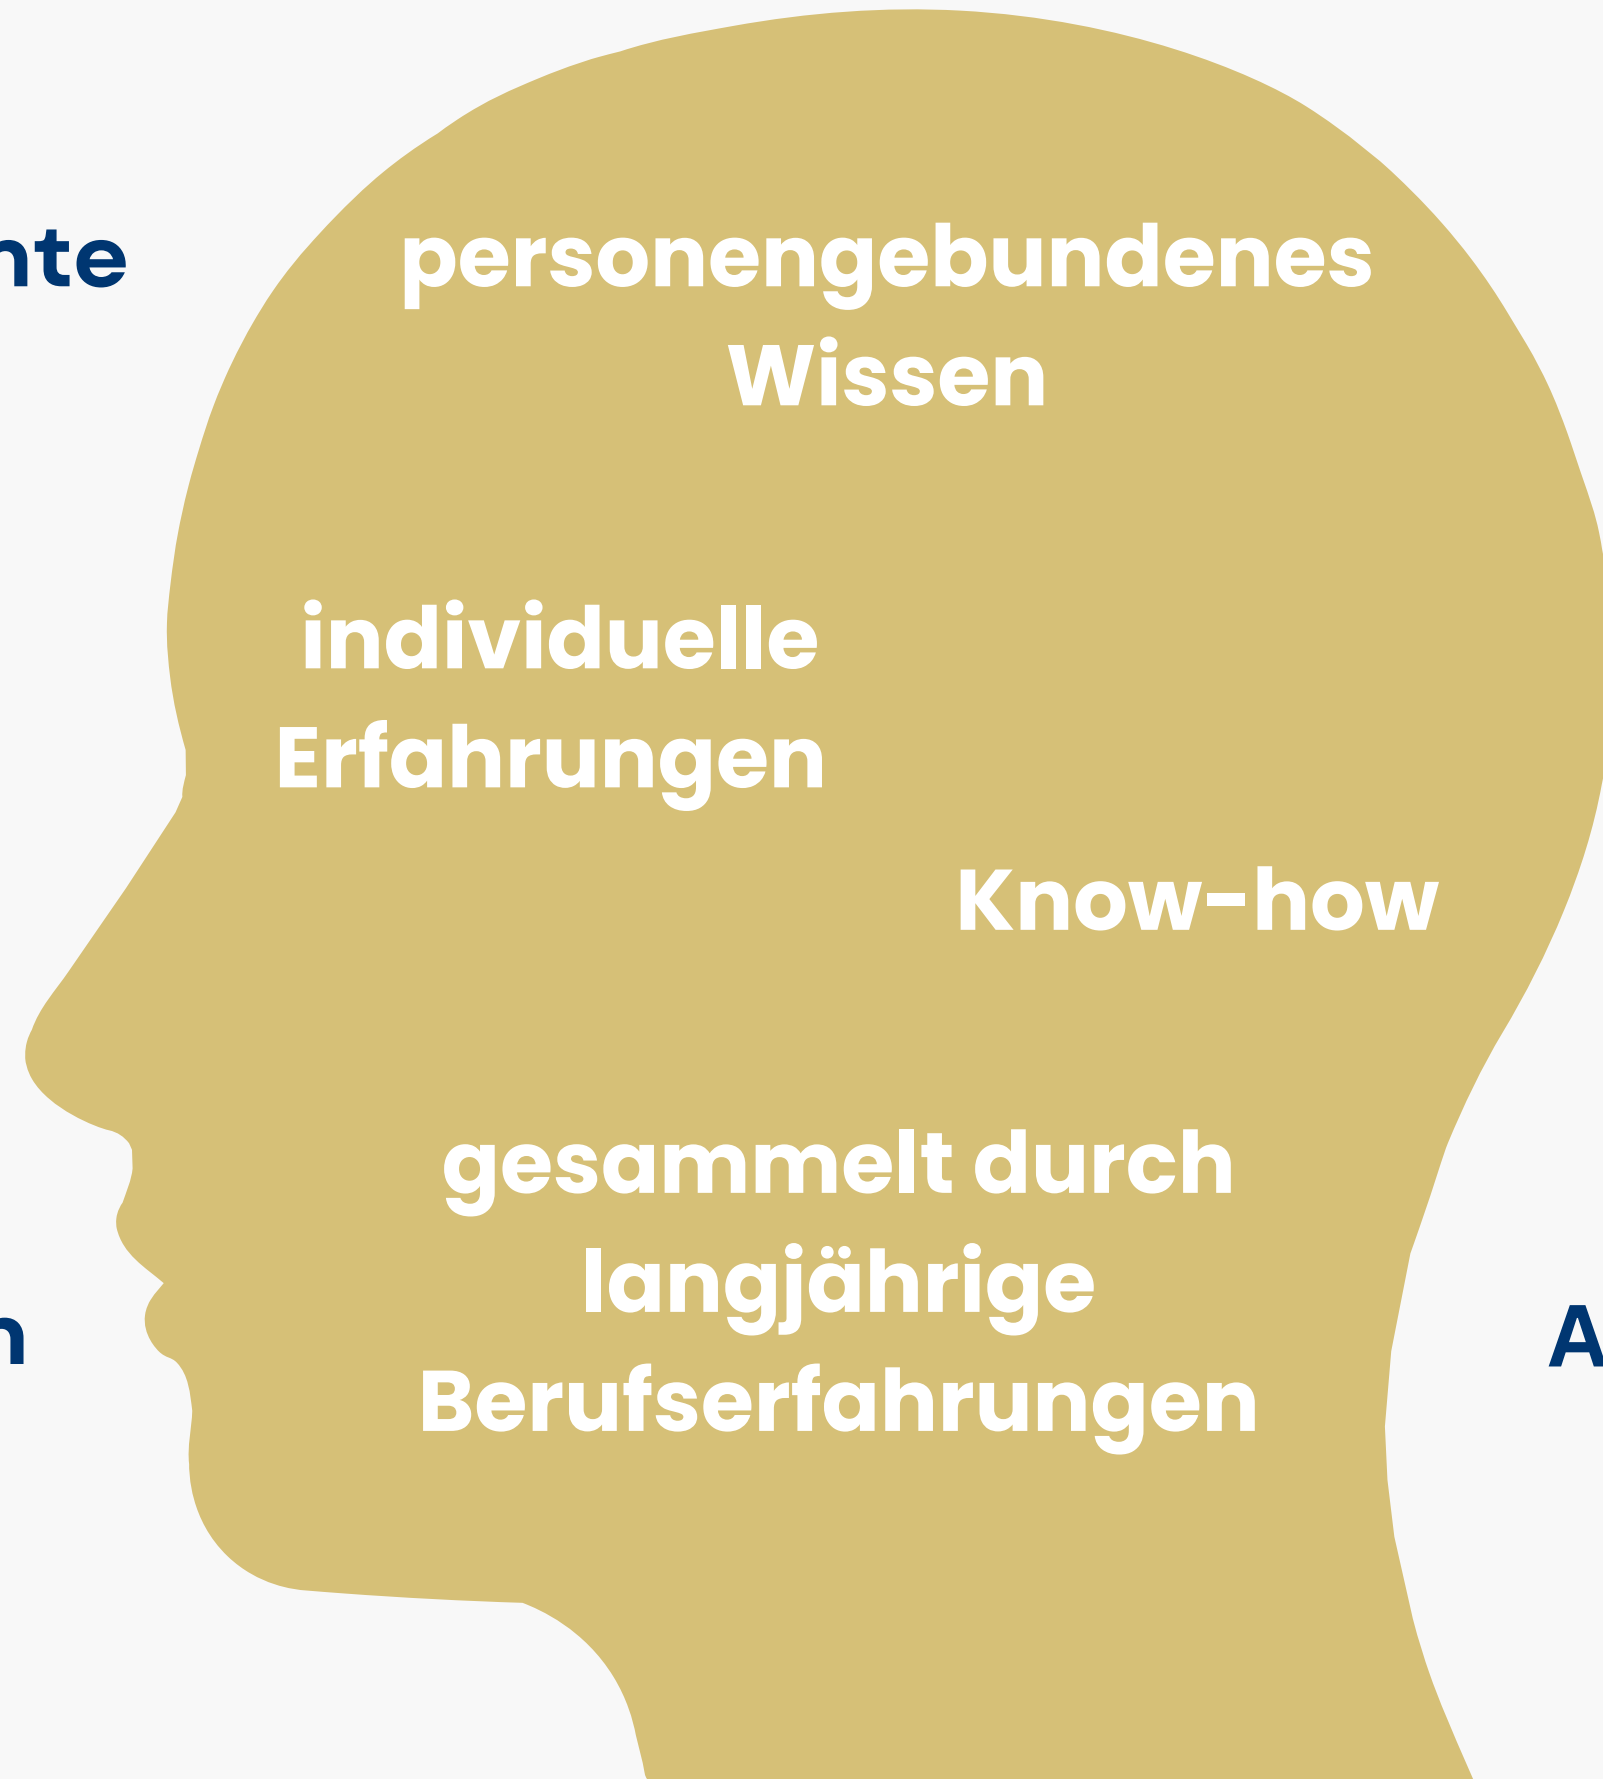 personengebundenes
Wissen
individuelle
Erfahrungen
Know-how
gesammelt durch
langjährige
Berufserfahrungen